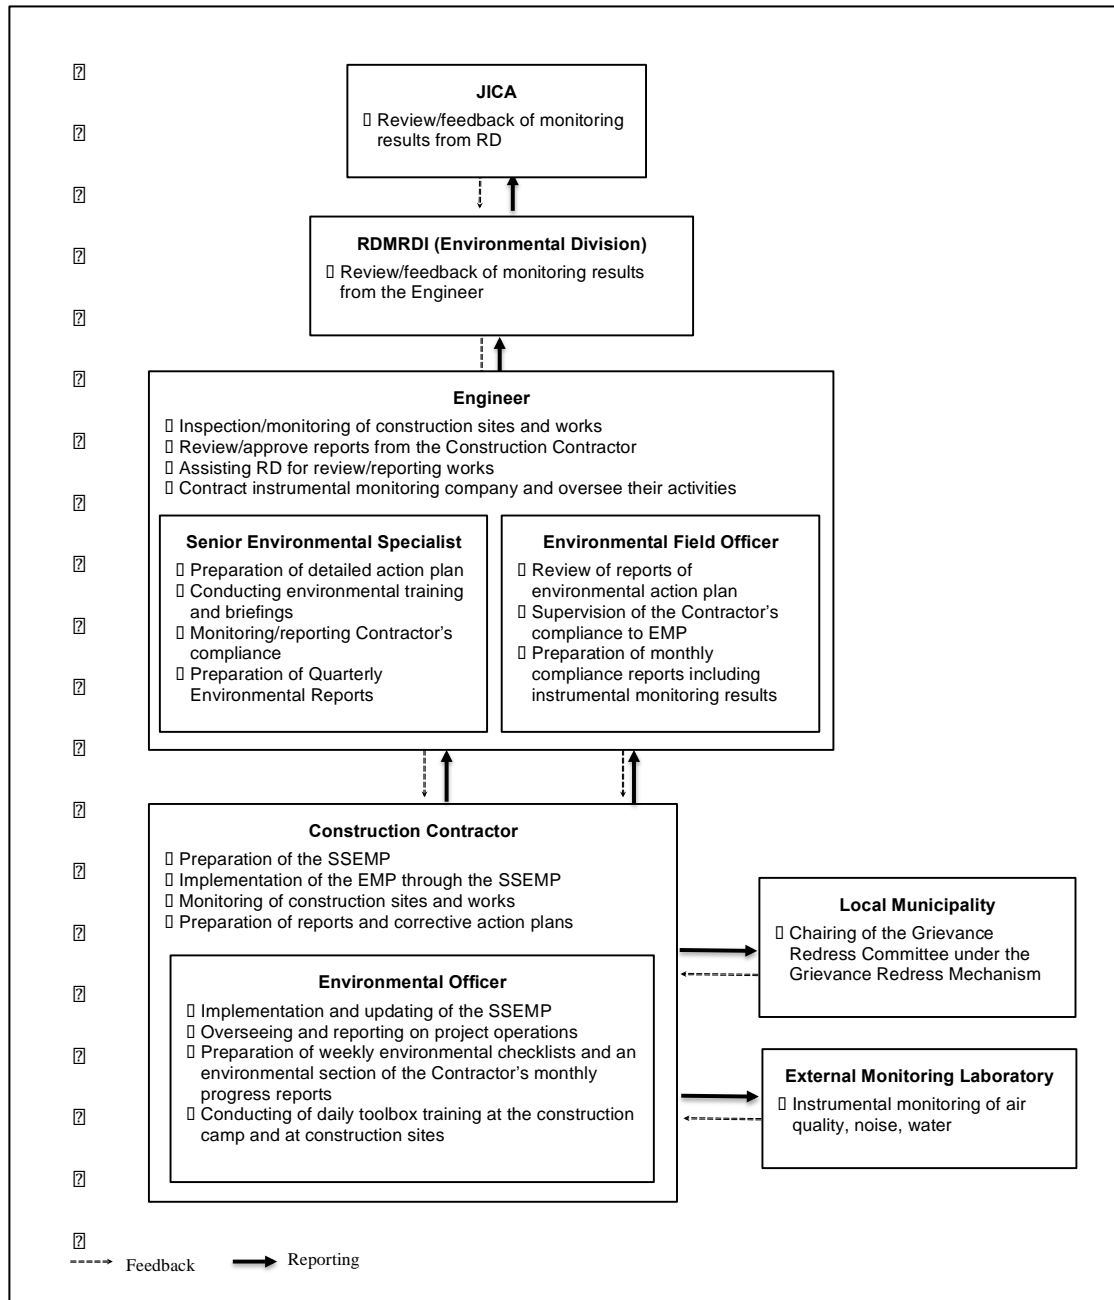 JICA
Review/feedback of monitoring
results from RD
RDMRDI (Environmental Division)
Review/feedback of monitoring results
from the Engineer
Engineer
Inspection/monitoring of construction sites and works
Review/approve reports from the Construction Contractor
Assisting RD for review/reporting works
Contract instrumental monitoring company and oversee their activities
Senior Environmental Specialist
Preparation of detailed action plan
Conducting environmental training
and briefings
Monitoring/reporting Contractor's
compliance
Preparation of Quarterly
Environmental Reports
Environmental Field Officer
Review of reports of
environmental action plan
Supervision of the Contractor's
compliance to EMP
Preparation of monthly
compliance reports including
instrumental monitoring results
Construction Contractor
Preparation of the SSEMP
Implementation of the EMP through the SSEMP
Monitoring of construction sites and works
Preparation of reports and corrective action plans
Environmental Officer
Implementation and updating of the SSEMP
Overseeing and reporting on project operations
Preparation of weekly environmental checklists and an
environmental section of the Contractor's monthly
progress reports
Conducting of daily toolbox training at the construction
camp and at construction sites
Local Municipality
Chairing of the Grievance
Redress Committee under the
Grievance Redress Mechanism
External Monitoring Laboratory
Instrumental monitoring of air
quality, noise, water
Feedback
Reporting